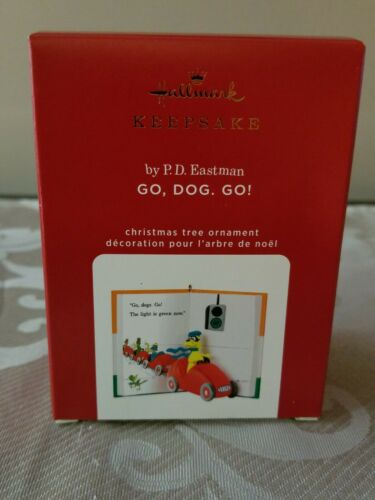 Hallmark
KEEPSAKE
by P.D. Eastman
GO, DOG. GO!
christmas tree ornament
décoration pour l'arbre de noël
"Go, dogs. Go!
The light is green now."